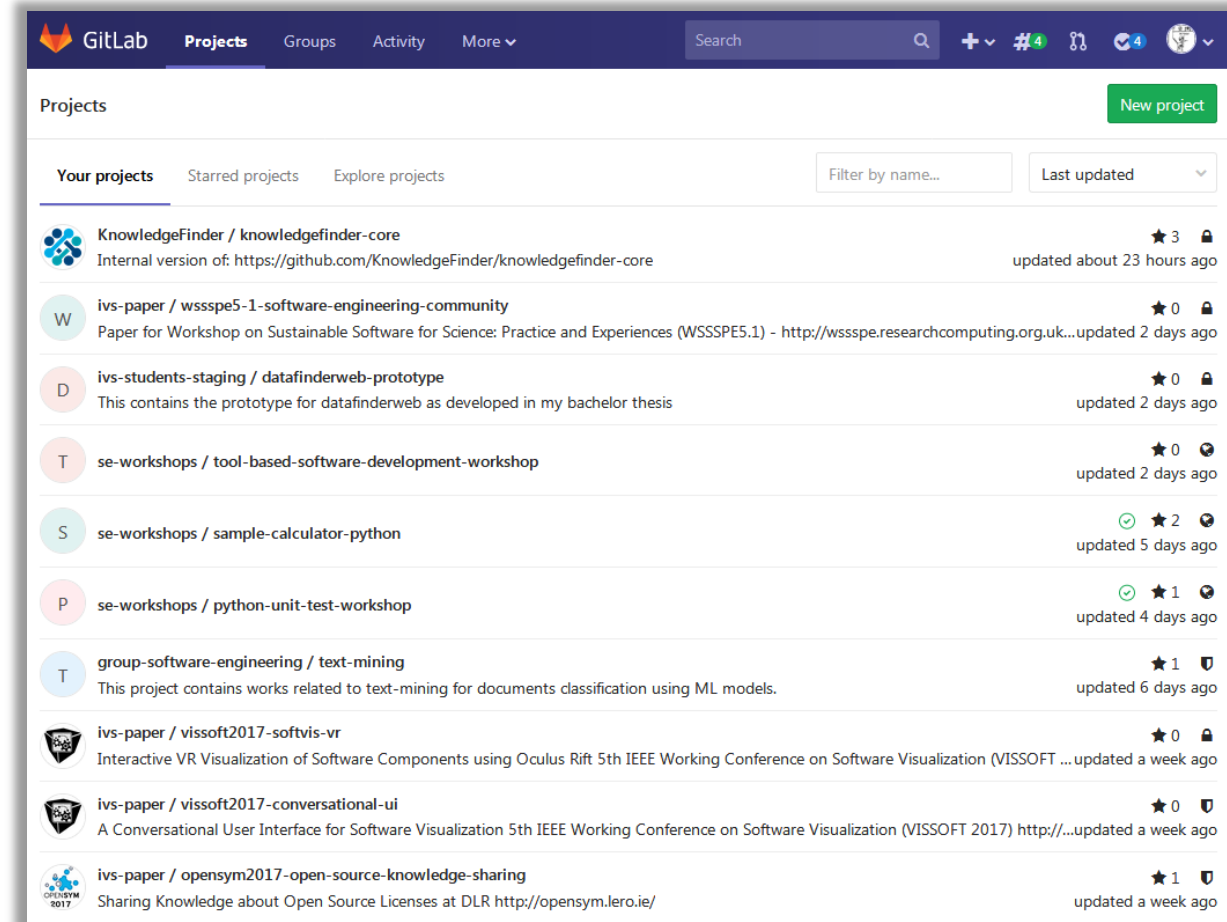 GitLab Projects Groups Activity More Search 4 4
Projects New project
Your projects Starred projects Explore projects Filter by name... Last updated
KnowledgeFinder / knowledgefinder-core 3
Internal version of: https://github.com/KnowledgeFinder/knowledgefinder-core updated about 23 hours ago
W ivs-paper / wssspe5-1-software-engineering-community 0
Paper for Workshop on Sustainable Software for Science: Practice and Experiences (WSSSPE5.1) - http://wssspe.researchcomputing.org.uk...updated 2 days ago
D ivs-students-staging / datafinderweb-prototype 0
This contains the prototype for datafinderweb as developed in my bachelor thesis updated 2 days ago
T se-workshops / tool-based-software-development-workshop 0
updated 2 days ago
S se-workshops / sample-calculator-python 2
updated 5 days ago
P se-workshops / python-unit-test-workshop 1
updated 4 days ago
T group-software-engineering / text-mining 1
This project contains works related to text-mining for documents classification using ML models. updated 6 days ago
ivs-paper / vissoft2017-softvis-vr 0
Interactive VR Visualization of Software Components using Oculus Rift 5th IEEE Working Conference on Software Visualization (VISSOFT ... updated a week ago
ivs-paper / vissoft2017-conversational-ui 0
A Conversational User Interface for Software Visualization 5th IEEE Working Conference on Software Visualization (VISSOFT 2017) http://...updated a week ago
OPENSYM 2017 ivs-paper / opensym2017-open-source-knowledge-sharing 1
Sharing Knowledge about Open Source Licenses at DLR http://opensym.lero.ie/ updated a week ago